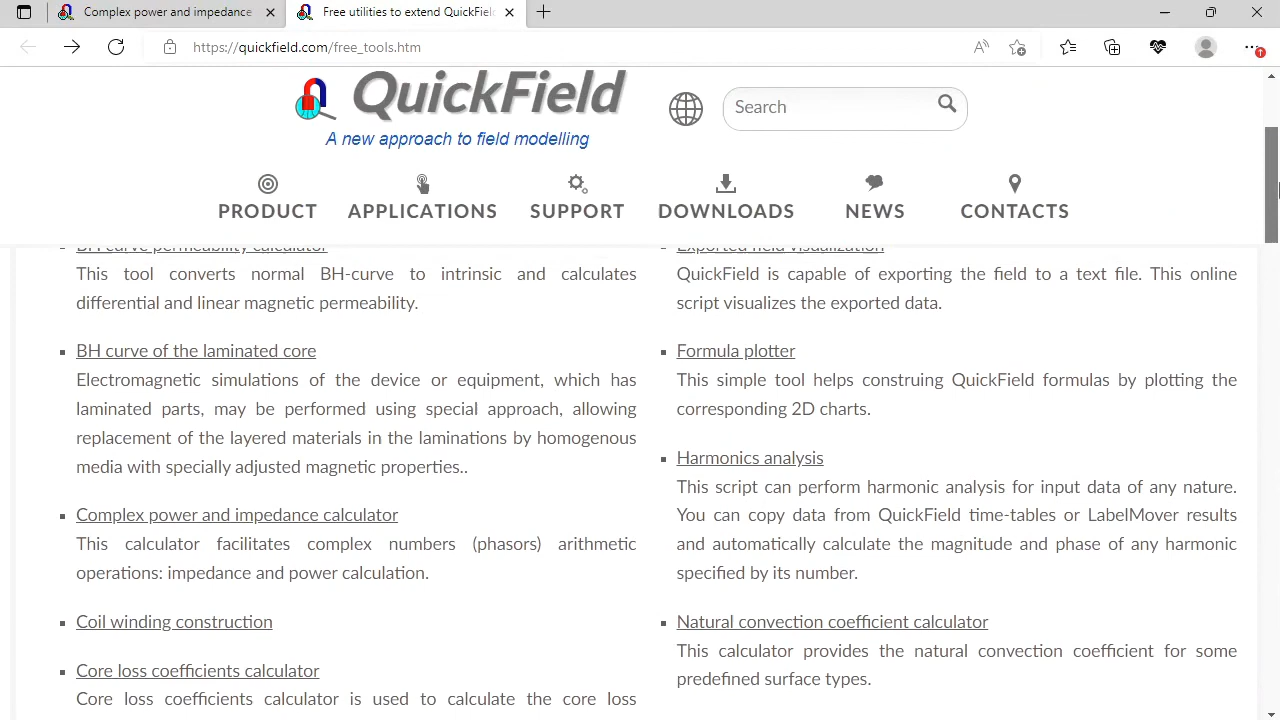 Complex power and impedance
Free utilities to extend QuickFiel
https://quickfield.com/free_tools.htm
QuickField
A new approach to field modelling
Search
PRODUCT
APPLICATIONS
SUPPORT
DOWNLOADS
NEWS
CONTACTS
BH curve permeability calculator
This tool converts normal BH-curve to intrinsic and calculates
differential and linear magnetic permeability.
BH curve of the laminated core
Electromagnetic simulations of the device or equipment, which has
laminated parts, may be performed using special approach, allowing
replacement of the layered materials in the laminations by homogenous
media with specially adjusted magnetic properties..
Complex power and impedance calculator
This calculator facilitates complex numbers (phasors) arithmetic
operations: impedance and power calculation.
Coil winding construction
Core loss coefficients calculator
Core loss coefficients calculator is used to calculate the core loss
Exported field visualization
QuickField is capable of exporting the field to a text file. This online
script visualizes the exported data.
Formula plotter
This simple tool helps construing QuickField formulas by plotting the
corresponding 2D charts.
Harmonics analysis
This script can perform harmonic analysis for input data of any nature.
You can copy data from QuickField time-tables or LabelMover results
and automatically calculate the magnitude and phase of any harmonic
specified by its number.
Natural convection coefficient calculator
This calculator provides the natural convection coefficient for some
predefined surface types.